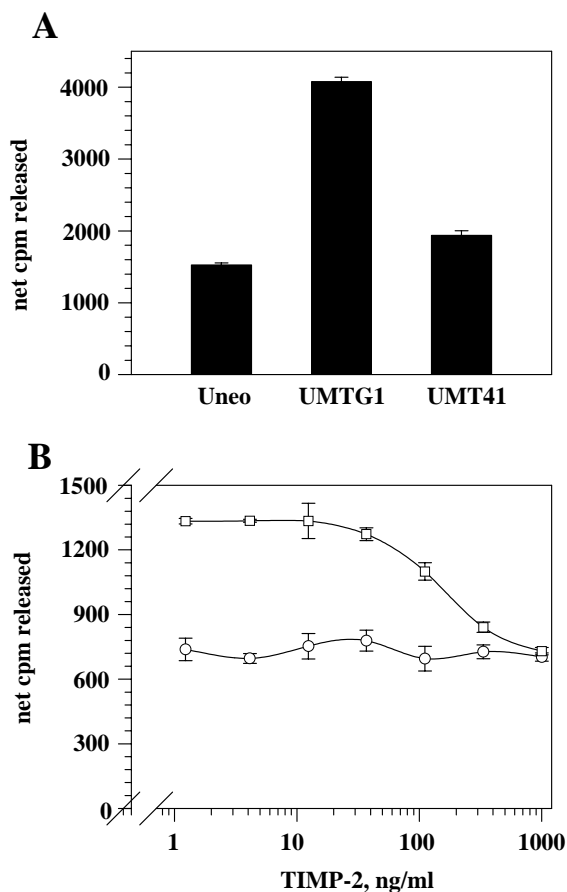 A
net cpm released
4000
3000
2000
1000
0
Uneo UMTG1 UMT41
B
net cpm released
1500
1200
900
600
300
0
1 10 100 1000
TIMP-2, ng/ml